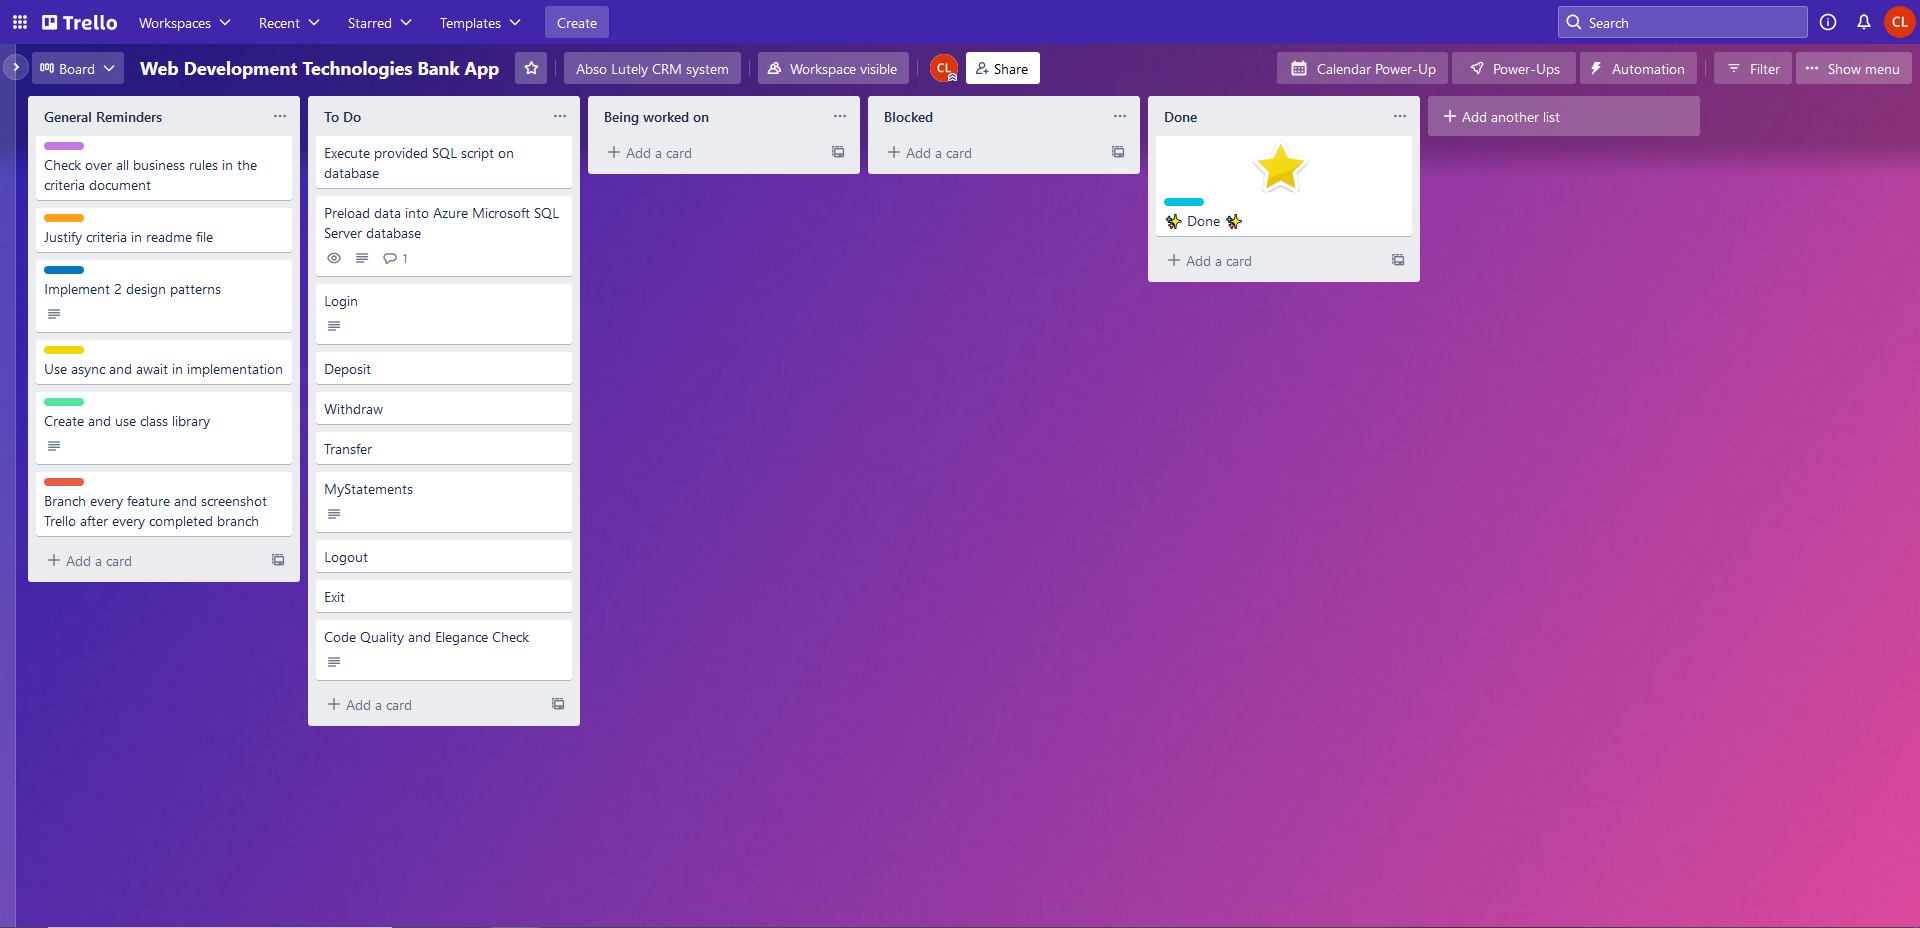 Trello
Workspaces
Recent
Starred
Templates
Create
Search
CL
Board
Web Development Technologies Bank App
Abso Lutely CRM system
Workspace visible
CL
Share
Calendar Power-Up
Power-Ups
Automation
Filter
Show menu
General Reminders
Check over all business rules in the
criteria document
Justify criteria in readme file
Implement 2 design patterns
Use async and await in implementation
Create and use class library
Branch every feature and screenshot
Trello after every completed branch
Add a card
To Do
Execute provided SQL script on
database
Preload data into Azure Microsoft SQL
Server database
1
Login
Deposit
Withdraw
Transfer
MyStatements
Logout
Exit
Code Quality and Elegance Check
Add a card
Being worked on
Add a card
Blocked
Add a card
Done
✨ Done ✨
Add a card
Add another list